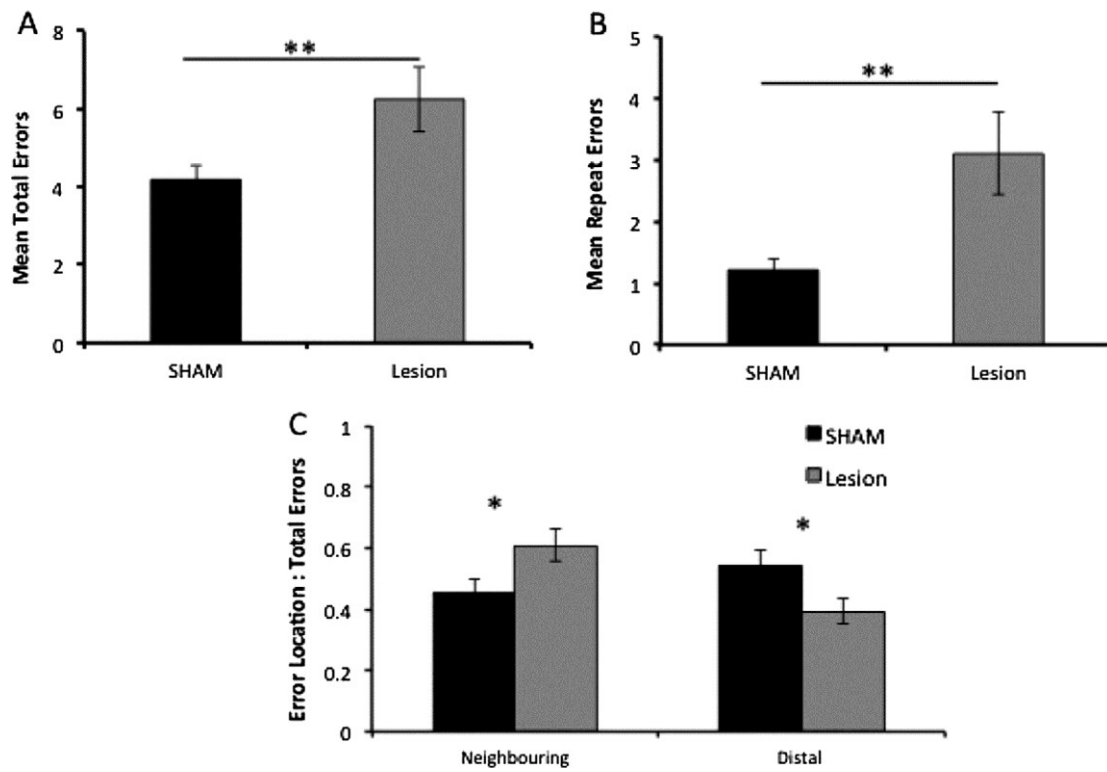 A
Mean Total Errors
8
6
4
2
0
**
SHAM Lesion
B
Mean Repeat Errors
5
4
3
2
1
0
**
SHAM Lesion
C
Error Location : Total Errors
1
0.8
0.6
0.4
0.2
0
*
*
SHAM
Lesion
Neighbouring Distal